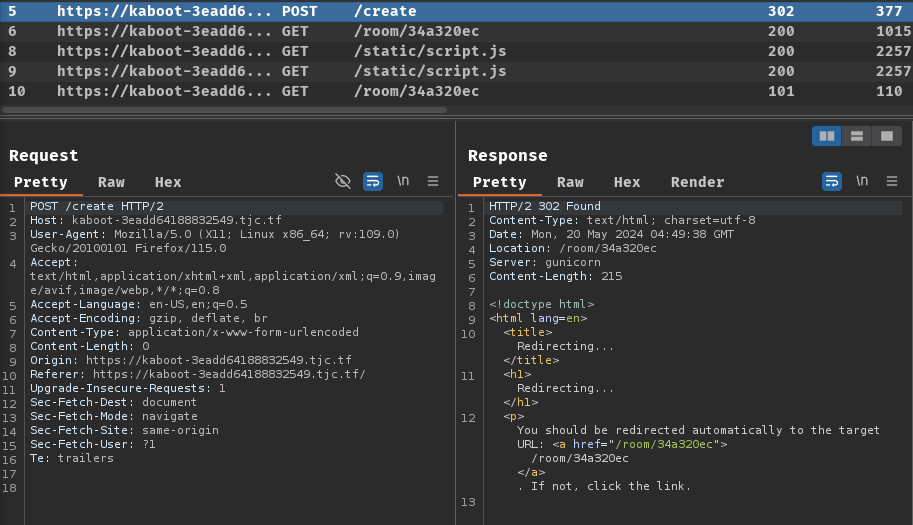 5 https://kaboot-3eadd6... POST /create 302 377
6 https://kaboot-3eadd6... GET /room/34a320ec 200 1015
8 https://kaboot-3eadd6... GET /static/script.js 200 2257
9 https://kaboot-3eadd6... GET /static/script.js 200 2257
10 https://kaboot-3eadd6... GET /room/34a320ec 101 110
Request
Pretty Raw Hex \n
1 POST /create HTTP/2
2 Host: kaboot-3eadd64188832549.tjc.tf
3 User-Agent: Mozilla/5.0 (X11; Linux x86_64; rv:109.0)
Gecko/20100101 Firefox/115.0
4 Accept:
text/html,application/xhtml+xml,application/xml;q=0.9,imag
e/avif,image/webp,*/*;q=0.8
5 Accept-Language: en-US,en;q=0.5
6 Accept-Encoding: gzip, deflate, br
7 Content-Type: application/x-www-form-urlencoded
8 Content-Length: 0
9 Origin: https://kaboot-3eadd64188832549.tjc.tf
10 Referer: https://kaboot-3eadd64188832549.tjc.tf/
11 Upgrade-Insecure-Requests: 1
12 Sec-Fetch-Dest: document
13 Sec-Fetch-Mode: navigate
14 Sec-Fetch-Site: same-origin
15 Sec-Fetch-User: ?1
16 Te: trailers
17
18
Response
Pretty Raw Hex Render \n
1 HTTP/2 302 Found
2 Content-Type: text/html; charset=utf-8
3 Date: Mon, 20 May 2024 04:49:38 GMT
4 Location: /room/34a320ec
5 Server: gunicorn
6 Content-Length: 215
7
8 <!doctype html>
9 <html lang=en>
10 <title>
Redirecting...
</title>
11 <h1>
Redirecting...
</h1>
12 <p>
You should be redirected automatically to the target
URL: <a href="/room/34a320ec">
/room/34a320ec
</a>
. If not, click the link.
13